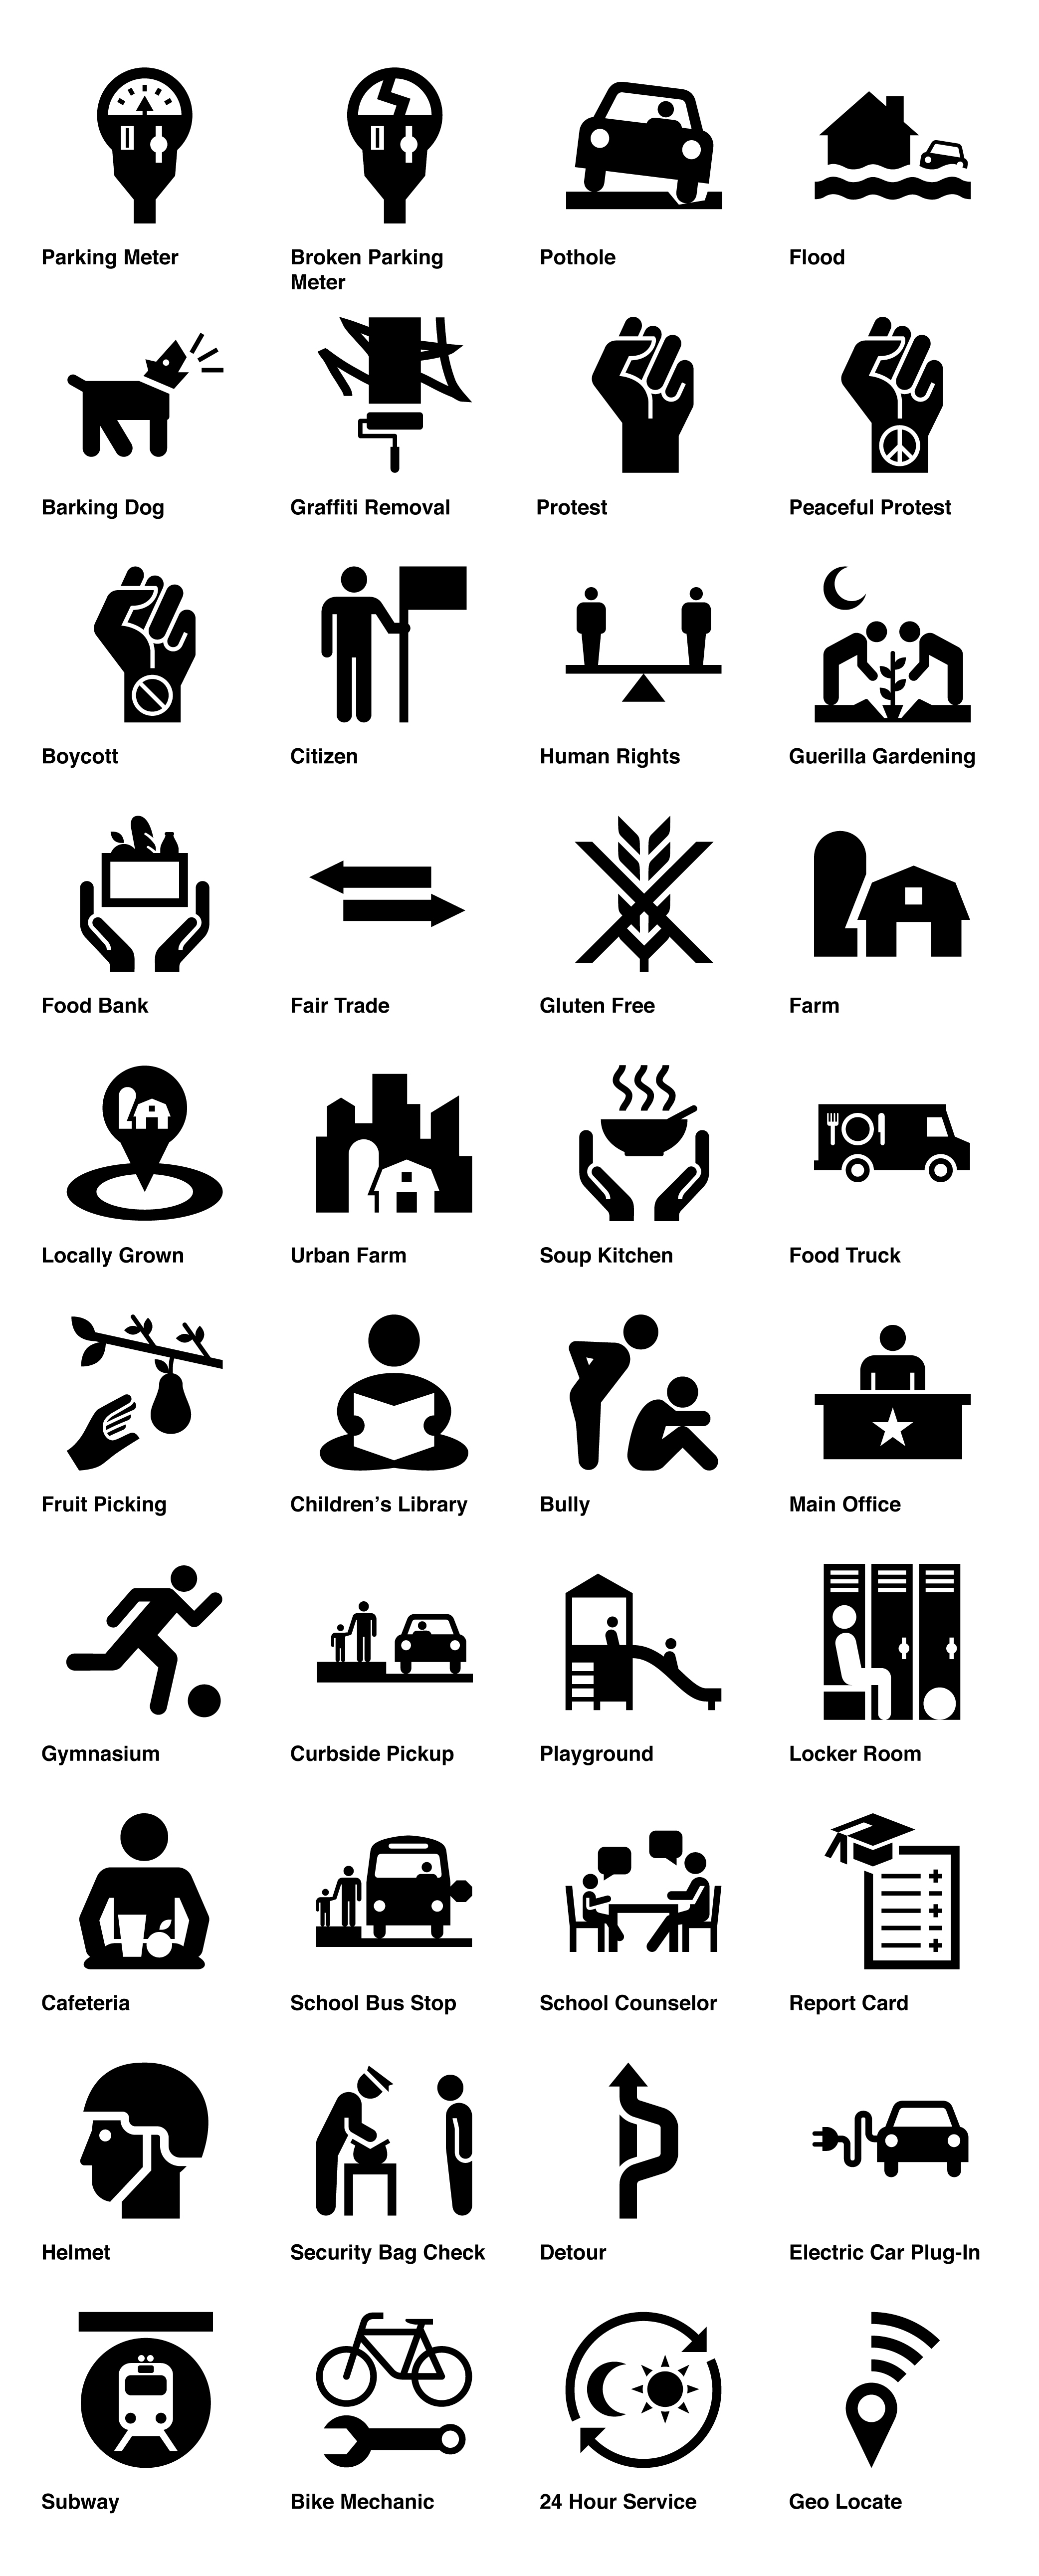 Parking Meter
Broken Parking
Meter
Pothole
Flood
Barking Dog
Graffiti Removal
Protest
Peaceful Protest
Boycott
Citizen
Human Rights
Guerilla Gardening
Food Bank
Fair Trade
Gluten Free
Farm
Locally Grown
Urban Farm
Soup Kitchen
Food Truck
Fruit Picking
Children’s Library
Bully
Main Office
Gymnasium
Curbside Pickup
Playground
Locker Room
Cafeteria
School Bus Stop
School Counselor
Report Card
Helmet
Security Bag Check
Detour
Electric Car Plug-In
Subway
Bike Mechanic
24 Hour Service
Geo Locate